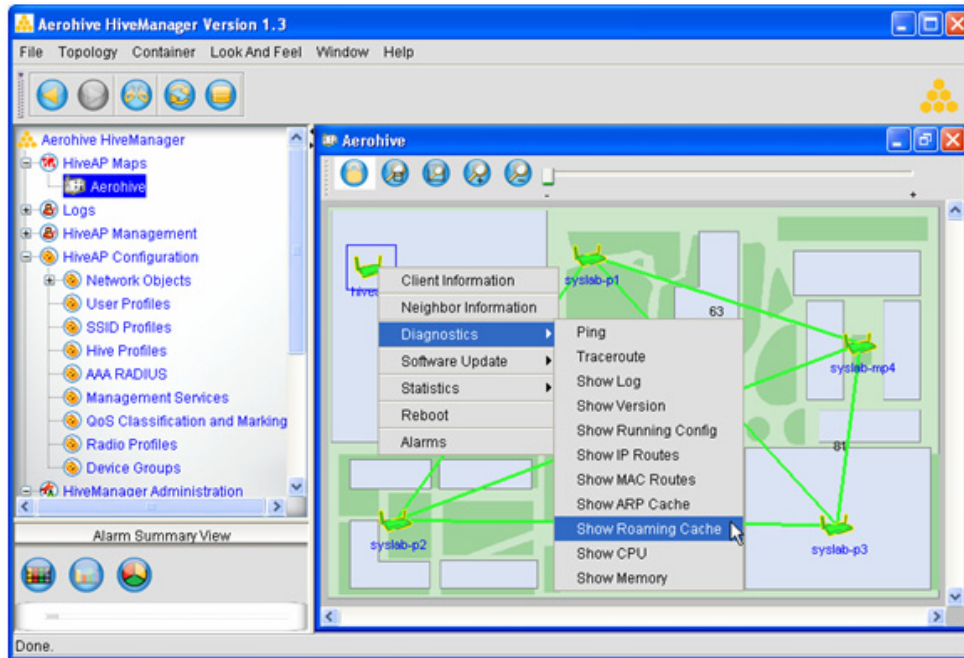 Aerohive HiveManager Version 1.3
File Topology Container Look And Feel Window Help
Aerohive HiveManager
HiveAP Maps
Aerohive
Logs
HiveAP Management
HiveAP Configuration
Network Objects
User Profiles
SSID Profiles
Hive Profiles
AAA RADIUS
Management Services
QoS Classification and Marking
Radio Profiles
Device Groups
HiveManager Administration
Alarm Summary View
Done.
Aerohive
- +
syslab-p1
63
syslab-mp4
81
syslab-p2
syslab-p3
Client Information
Neighbor Information
Diagnostics
Software Update
Statistics
Reboot
Alarms
Ping
Traceroute
Show Log
Show Version
Show Running Config
Show IP Routes
Show MAC Routes
Show ARP Cache
Show Roaming Cache
Show CPU
Show Memory